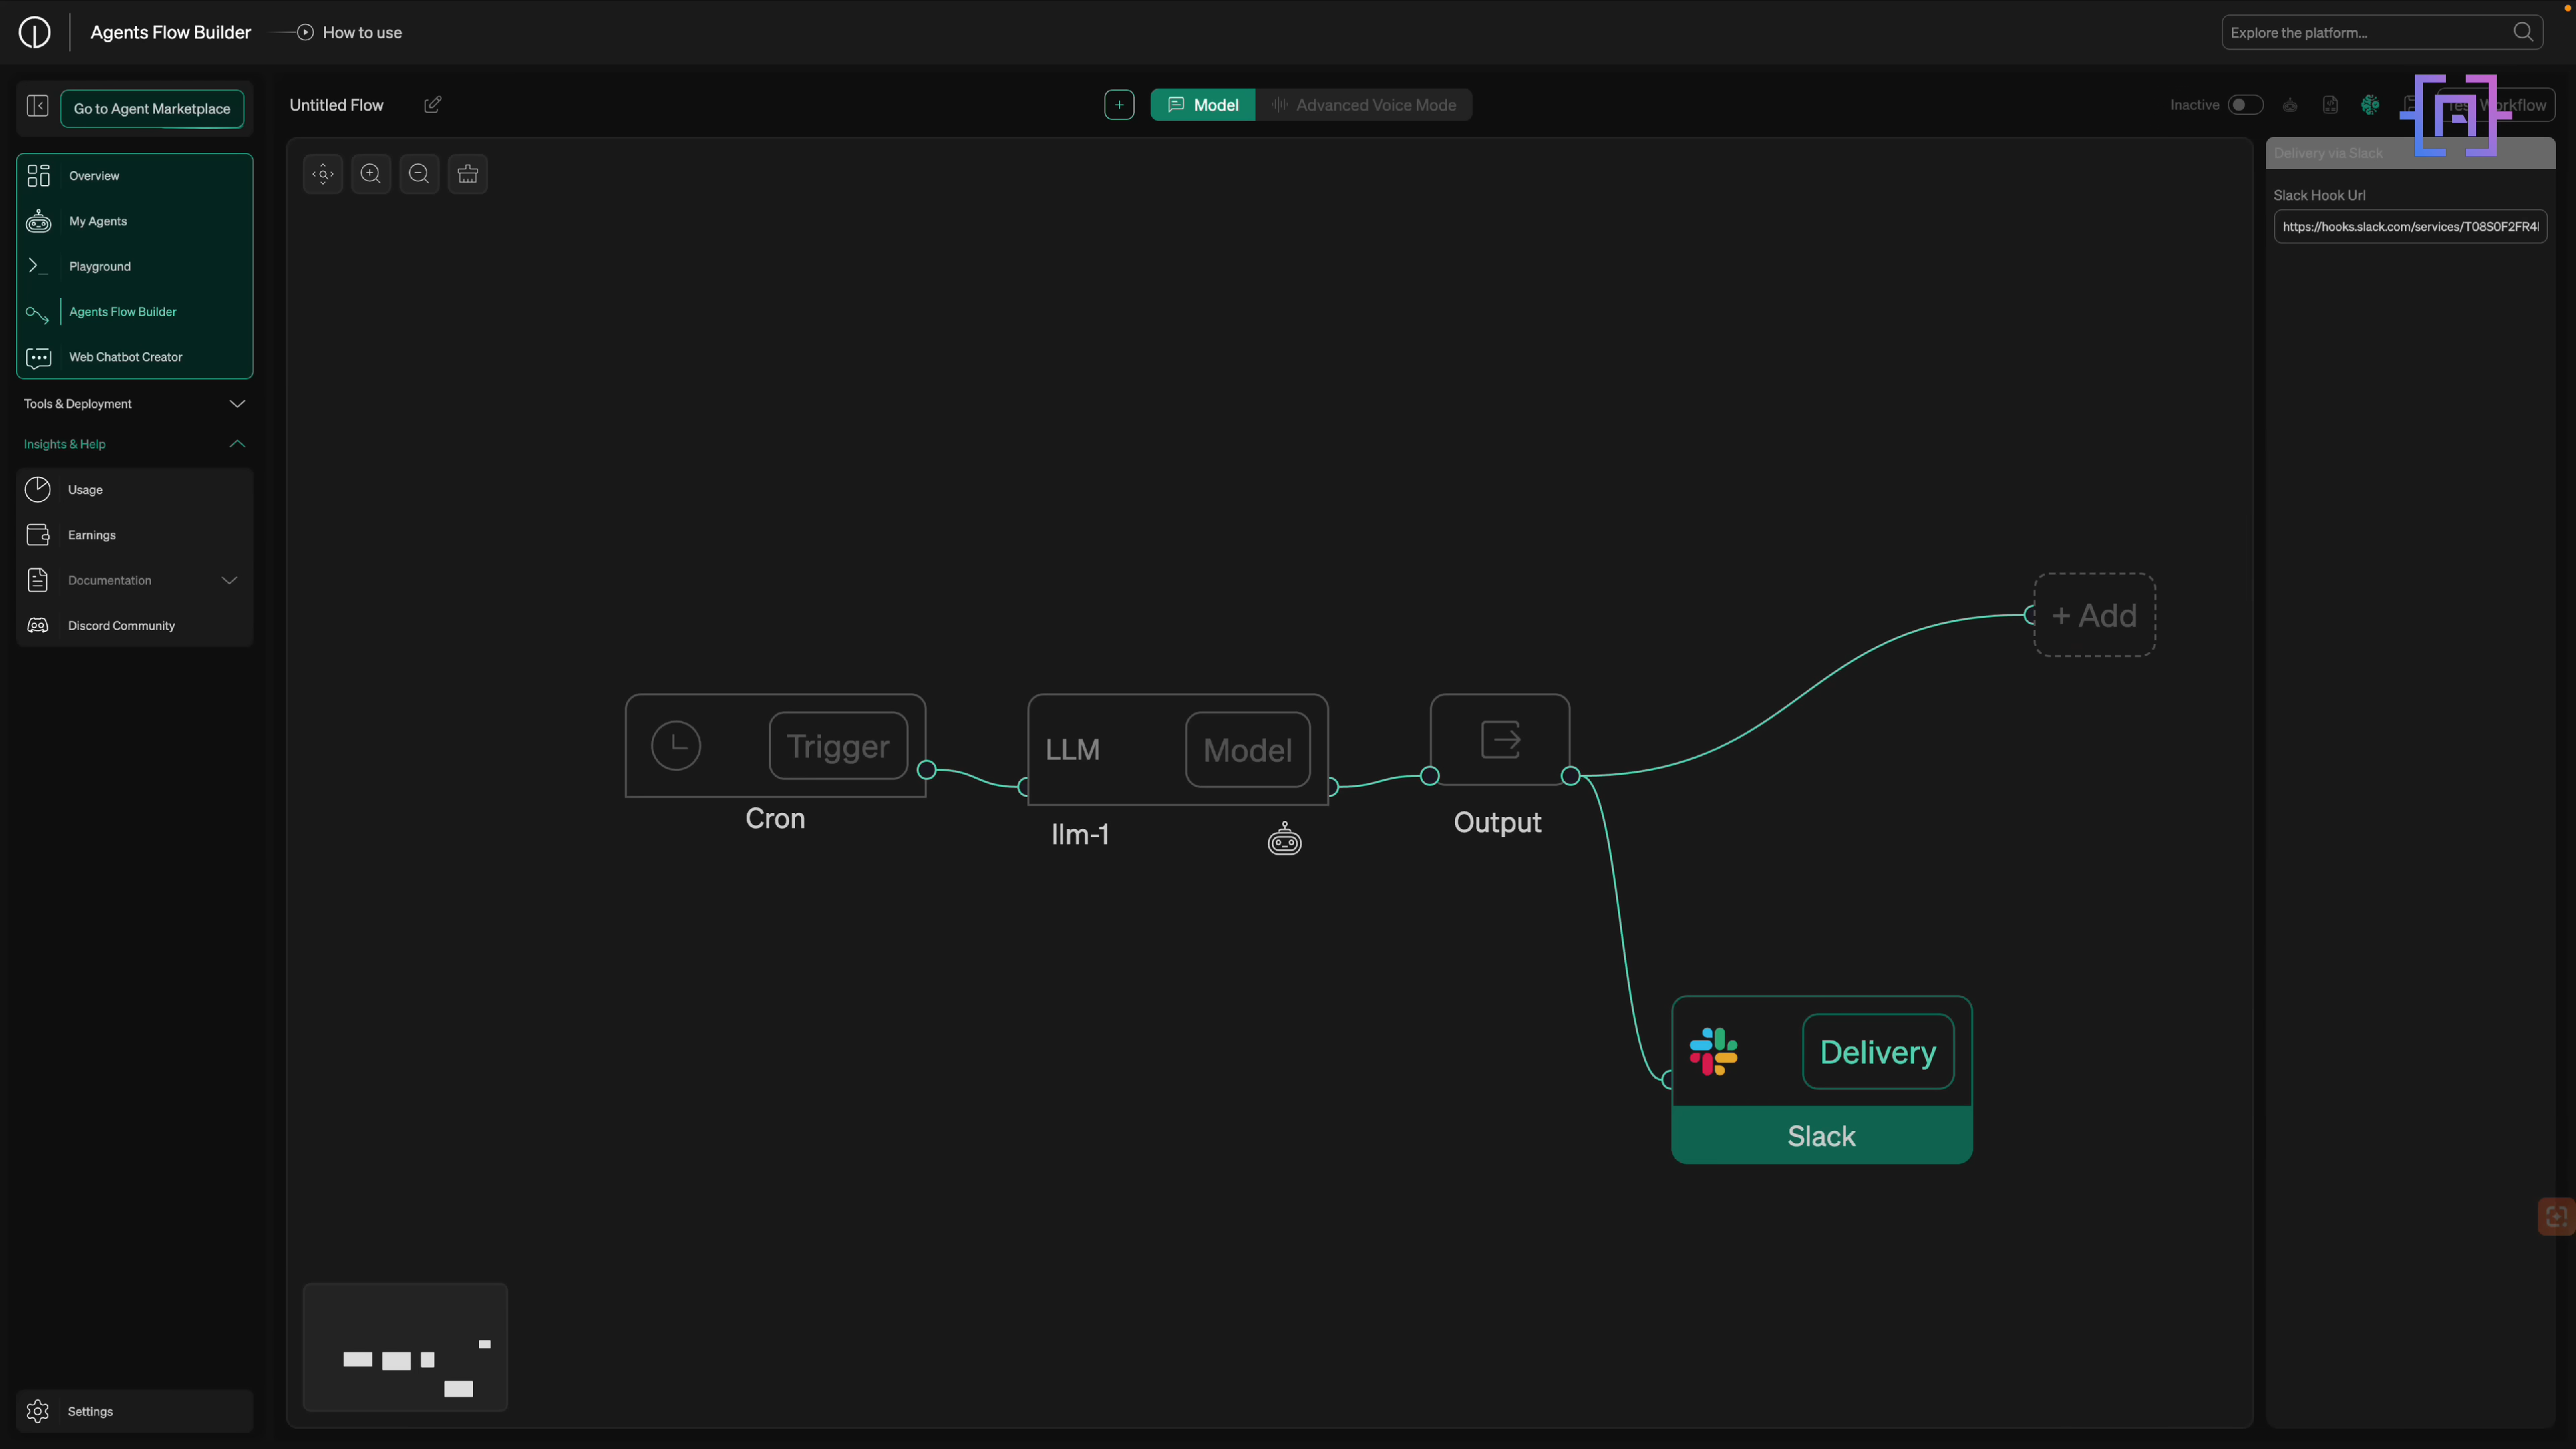 Agents Flow Builder
How to use
Explore the platform...
Go to Agent Marketplace
Overview
My Agents
Playground
Agents Flow Builder
Web Chatbot Creator
Tools & Deployment
Insights & Help
Usage
Earnings
Documentation
Discord Community
Settings
Untitled Flow
Model
Advanced Voice Mode
Inactive
Workflow
Delivery via Slack
Slack Hook Url
https://hooks.slack.com/services/T08S0F2FR4
+ Add
Trigger
Cron
LLM
Model
llm-1
Output
Delivery
Slack